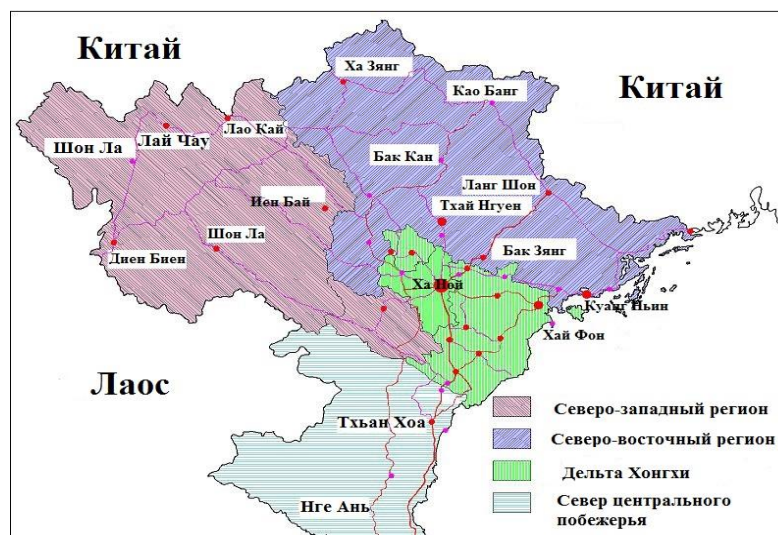 Китай
Ха Зянг
Китай
Као Банг
Лао Кай
Лай Чау
Шон Ла
Бак Кан
Ланг Шон
Иен Бай
Тхай Нгуен
Шон Ла
Бак Зянг
Диен Биен
Ха Ной
Куанг Ньин
Хай Фон
Лаос
Северо-западный регион
Тхьан Хоа
Северо-восточный регион
Дельта Хонгхи
Нге Ань
Север центрального
побежерья